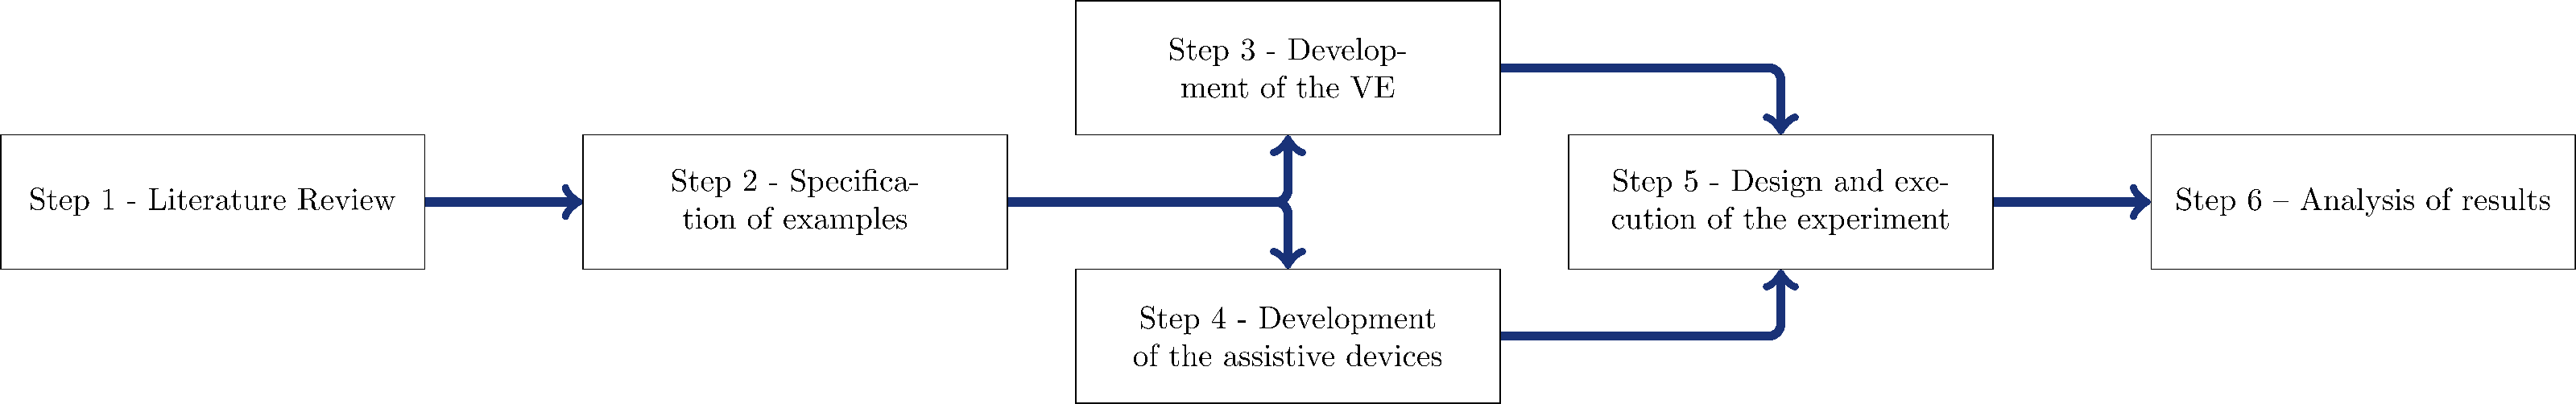 Step 1 - Literature Review
Step 2 - Specifica-
tion of examples
Step 3 - Develop-
ment of the VE
Step 4 - Development
of the assistive devices
Step 5 - Design and exe-
cution of the experiment
Step 6 – Analysis of results